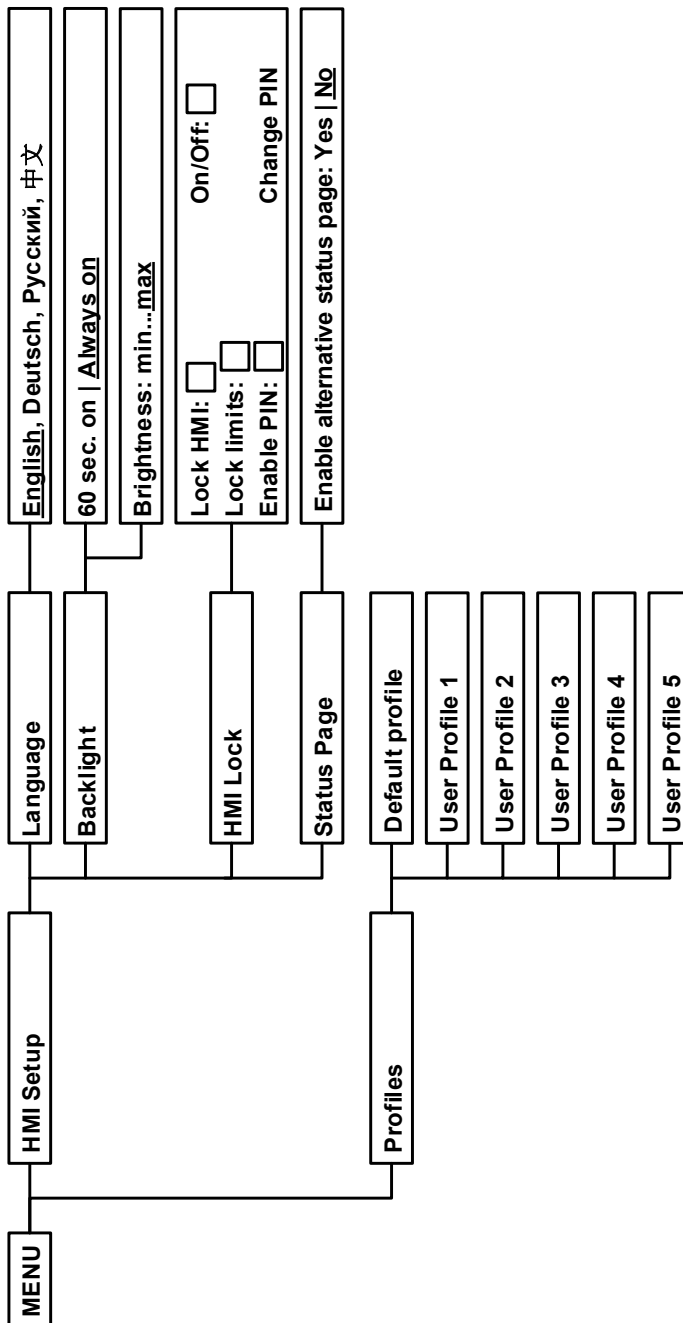 MENU
HMI Setup
Language
English, Deutsch, Русский, 中文
Backlight
60 sec. on | Always on
Brightness: min...max
HMI Lock
Lock HMI: On/Off:
Lock limits:
Enable PIN: Change PIN
Status Page
Enable alternative status page: Yes | No
Profiles
Default profile
User Profile 1
User Profile 2
User Profile 3
User Profile 4
User Profile 5